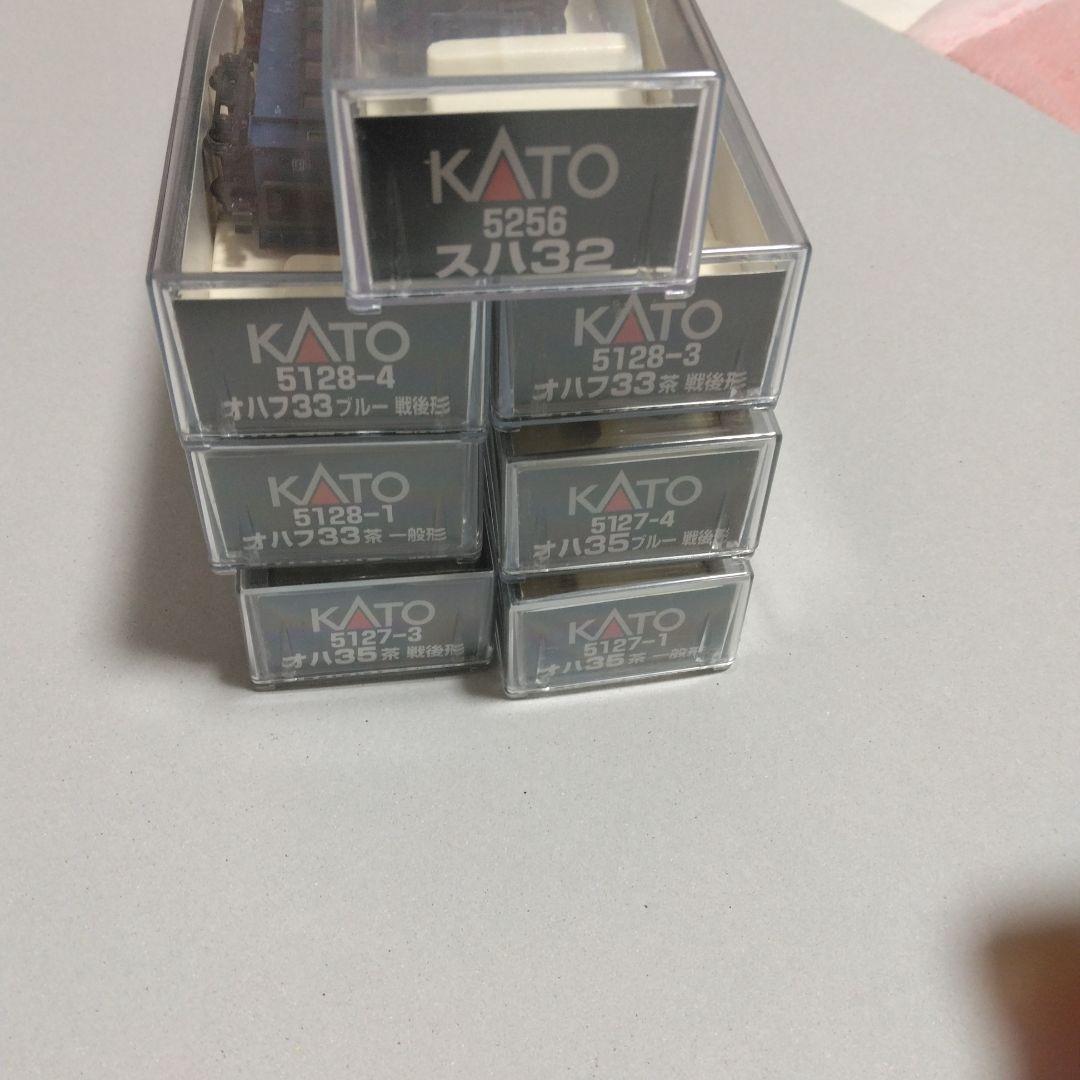 KATO
5256
スハ32
KATO
5128-4
オハフ33ブルー 戦後形
KATO
5128-3
オハフ33茶 戦後形
KATO
5128-1
オハフ33茶 一般形
KATO
5127-4
オハ35ブルー 戦後形
KATO
5127-3
オハ35茶 戦後形
KATO
5127-1
オハ35茶 一般形